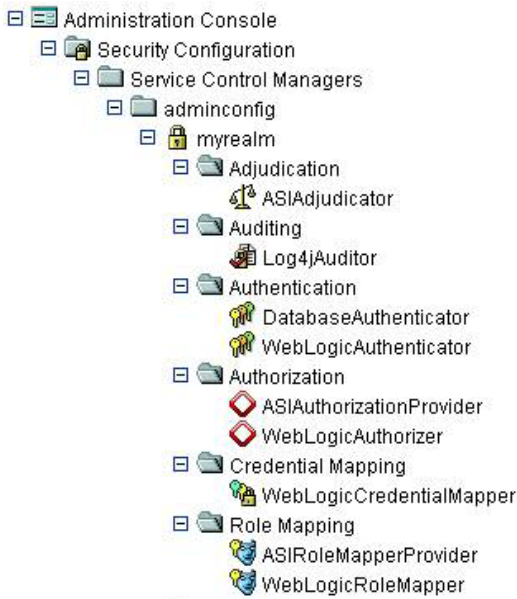 Administration Console
Security Configuration
Service Control Managers
adminconfig
myrealm
Adjudication
ASIAdjudicator
Auditing
Log4jAuditor
Authentication
DatabaseAuthenticator
WebLogicAuthenticator
Authorization
ASIAuthorizationProvider
WebLogicAuthorizer
Credential Mapping
WebLogicCredentialMapper
Role Mapping
ASIRoleMapperProvider
WebLogicRoleMapper